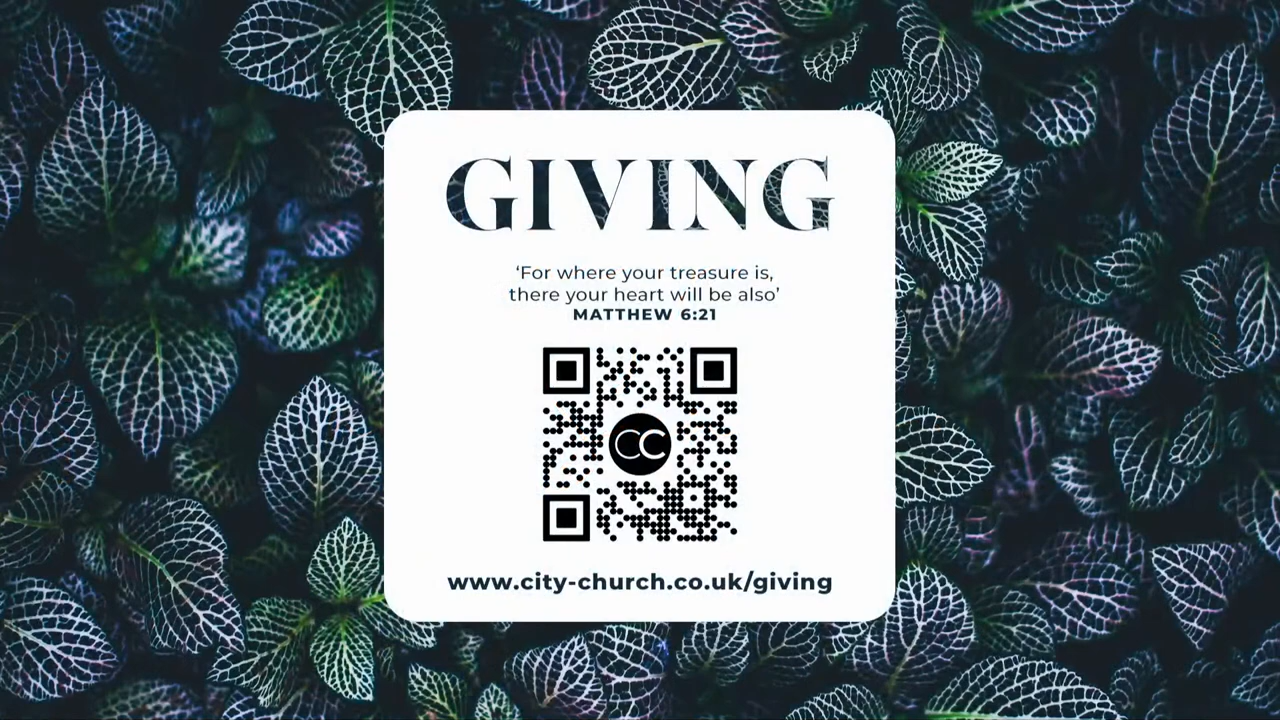 GIVING
‘For where your treasure is,
there your heart will be also’
MATTHEW 6:21
CC
www.city-church.co.uk/giving